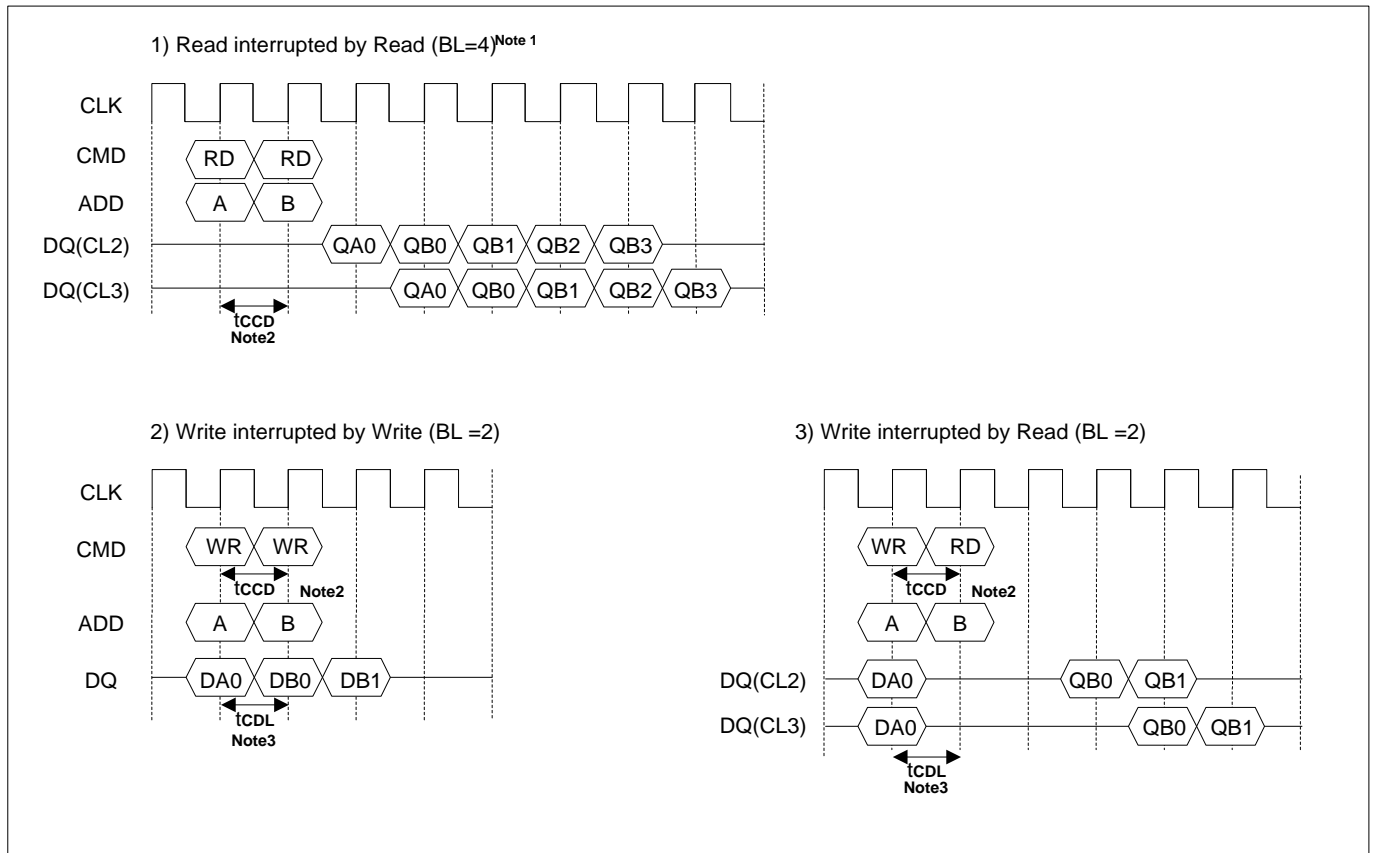 1) Read interrupted by Read (BL=4)Note 1
CLK
CMD RD RD
ADD A B
DQ(CL2) QA0 QB0 QB1 QB2 QB3
DQ(CL3) QA0 QB0 QB1 QB2 QB3
tCCD
Note2
2) Write interrupted by Write (BL =2)
CLK
CMD WR WR
tCCD Note2
ADD A B
DQ DA0 DB0 DB1
tCDL
Note3
3) Write interrupted by Read (BL =2)
WR RD
tCCD Note2
A B
DQ(CL2) DA0 QB0 QB1
DQ(CL3) DA0 QB0 QB1
tCDL
Note3